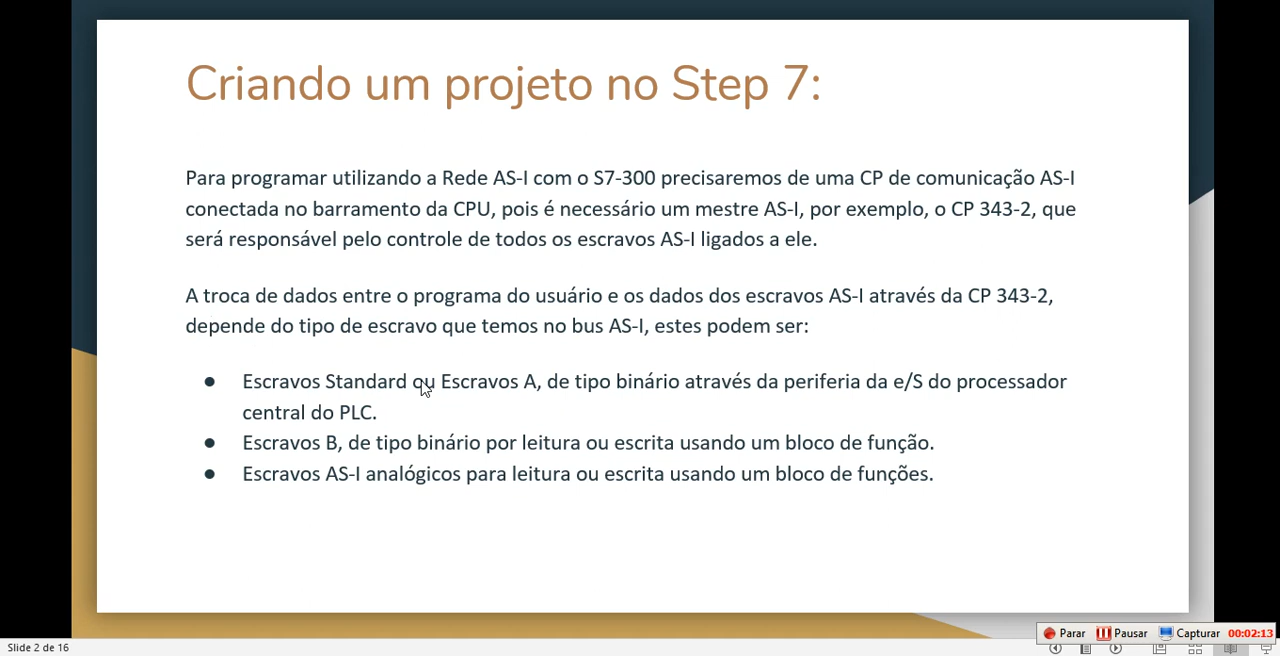 Criando um projeto no Step 7:
Para programar utilizando a Rede AS-I com o S7-300 precisaremos de uma CP de comunicação AS-I
conectada no barramento da CPU, pois é necessário um mestre AS-I, por exemplo, o CP 343-2, que
será responsável pelo controle de todos os escravos AS-I ligados a ele.
A troca de dados entre o programa do usuário e os dados dos escravos AS-I através da CP 343-2,
depende do tipo de escravo que temos no bus AS-I, estes podem ser:
● Escravos Standard ou Escravos A, de tipo binário através da periferia da e/S do processador
central do PLC.
● Escravos B, de tipo binário por leitura ou escrita usando um bloco de função.
● Escravos AS-I analógicos para leitura ou escrita usando um bloco de funções.
Parar Pausar Capturar 00:02:13
Slide 2 de 16